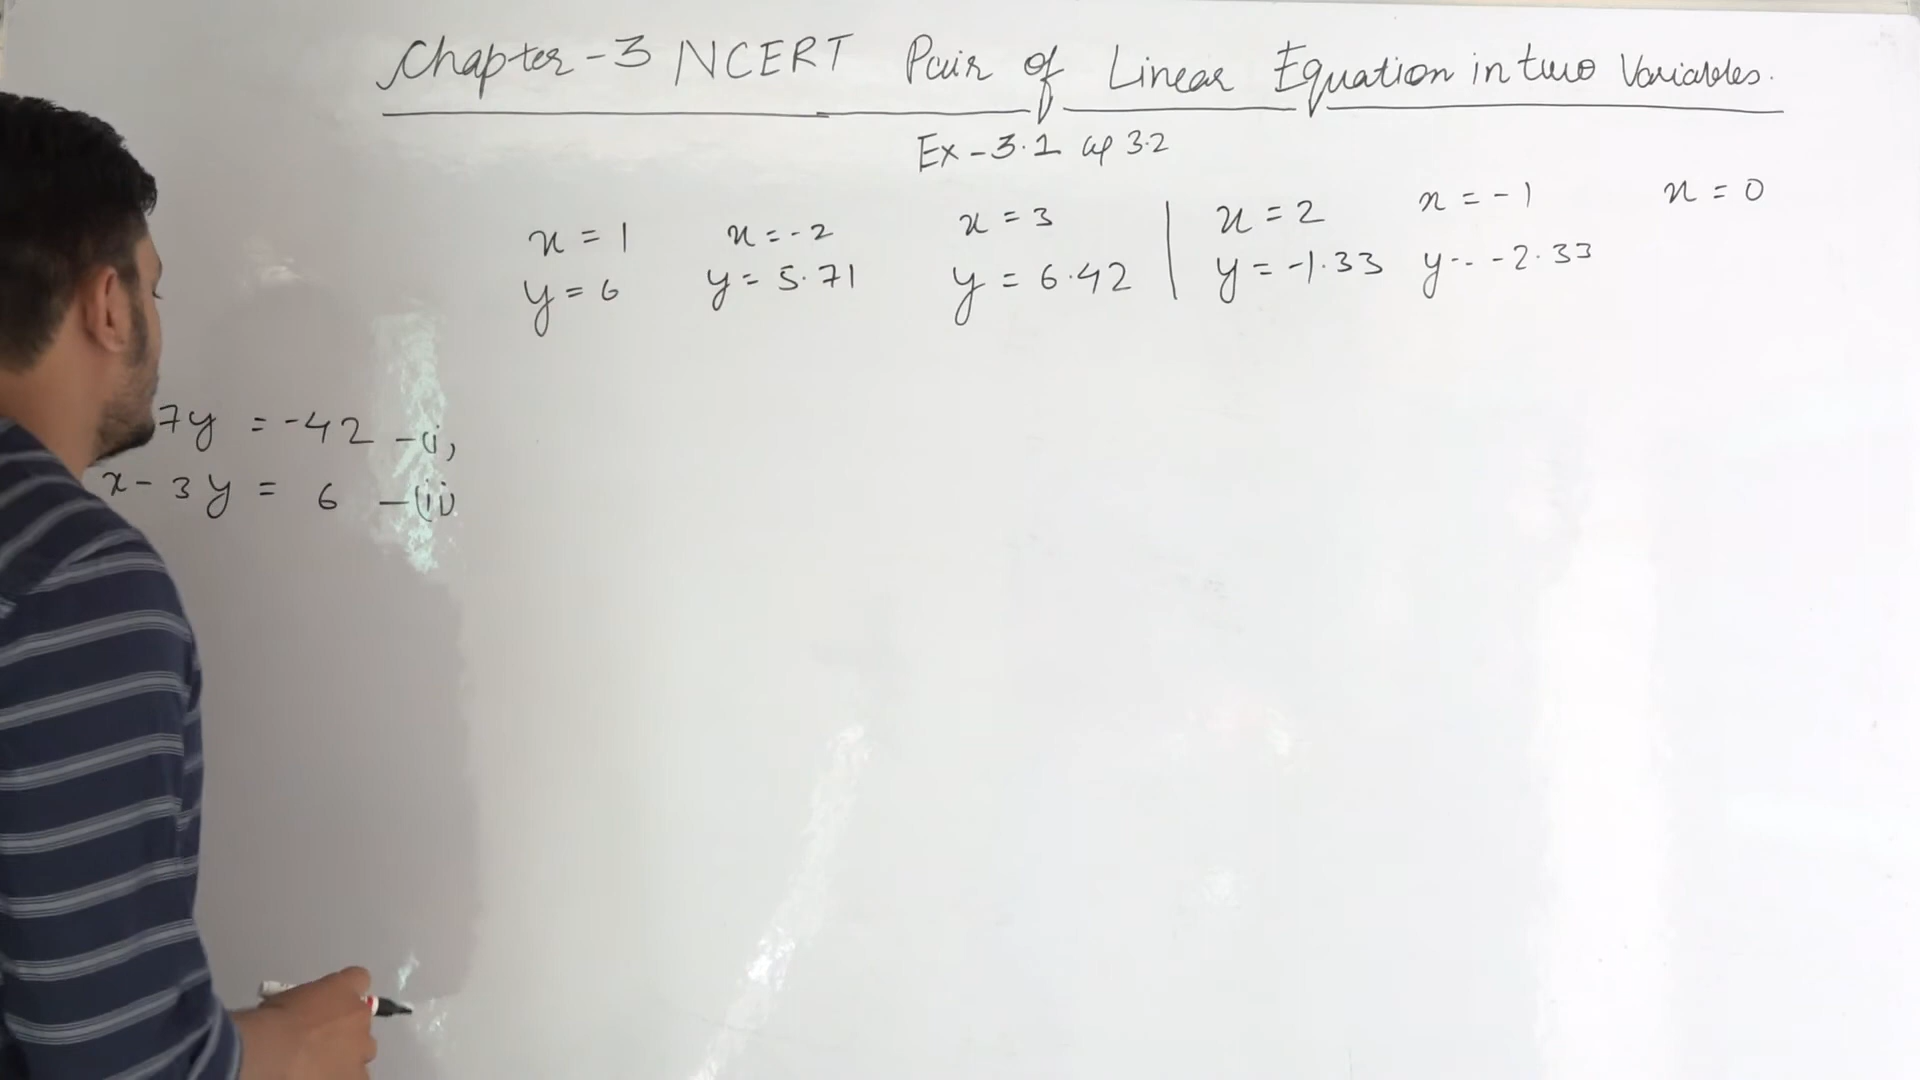 Chapter-3 NCERT Pair of Linear Equation in two Variables.
Ex-3.1 3.2
x = 1 x = -2 x = 3 x = 2 x = -1 x = 0
y = 6 y = 5.71 y = 6.42 y = -1.33 y -2.33
7y = -42 -(i)
x - 3y = 6 -(ii)